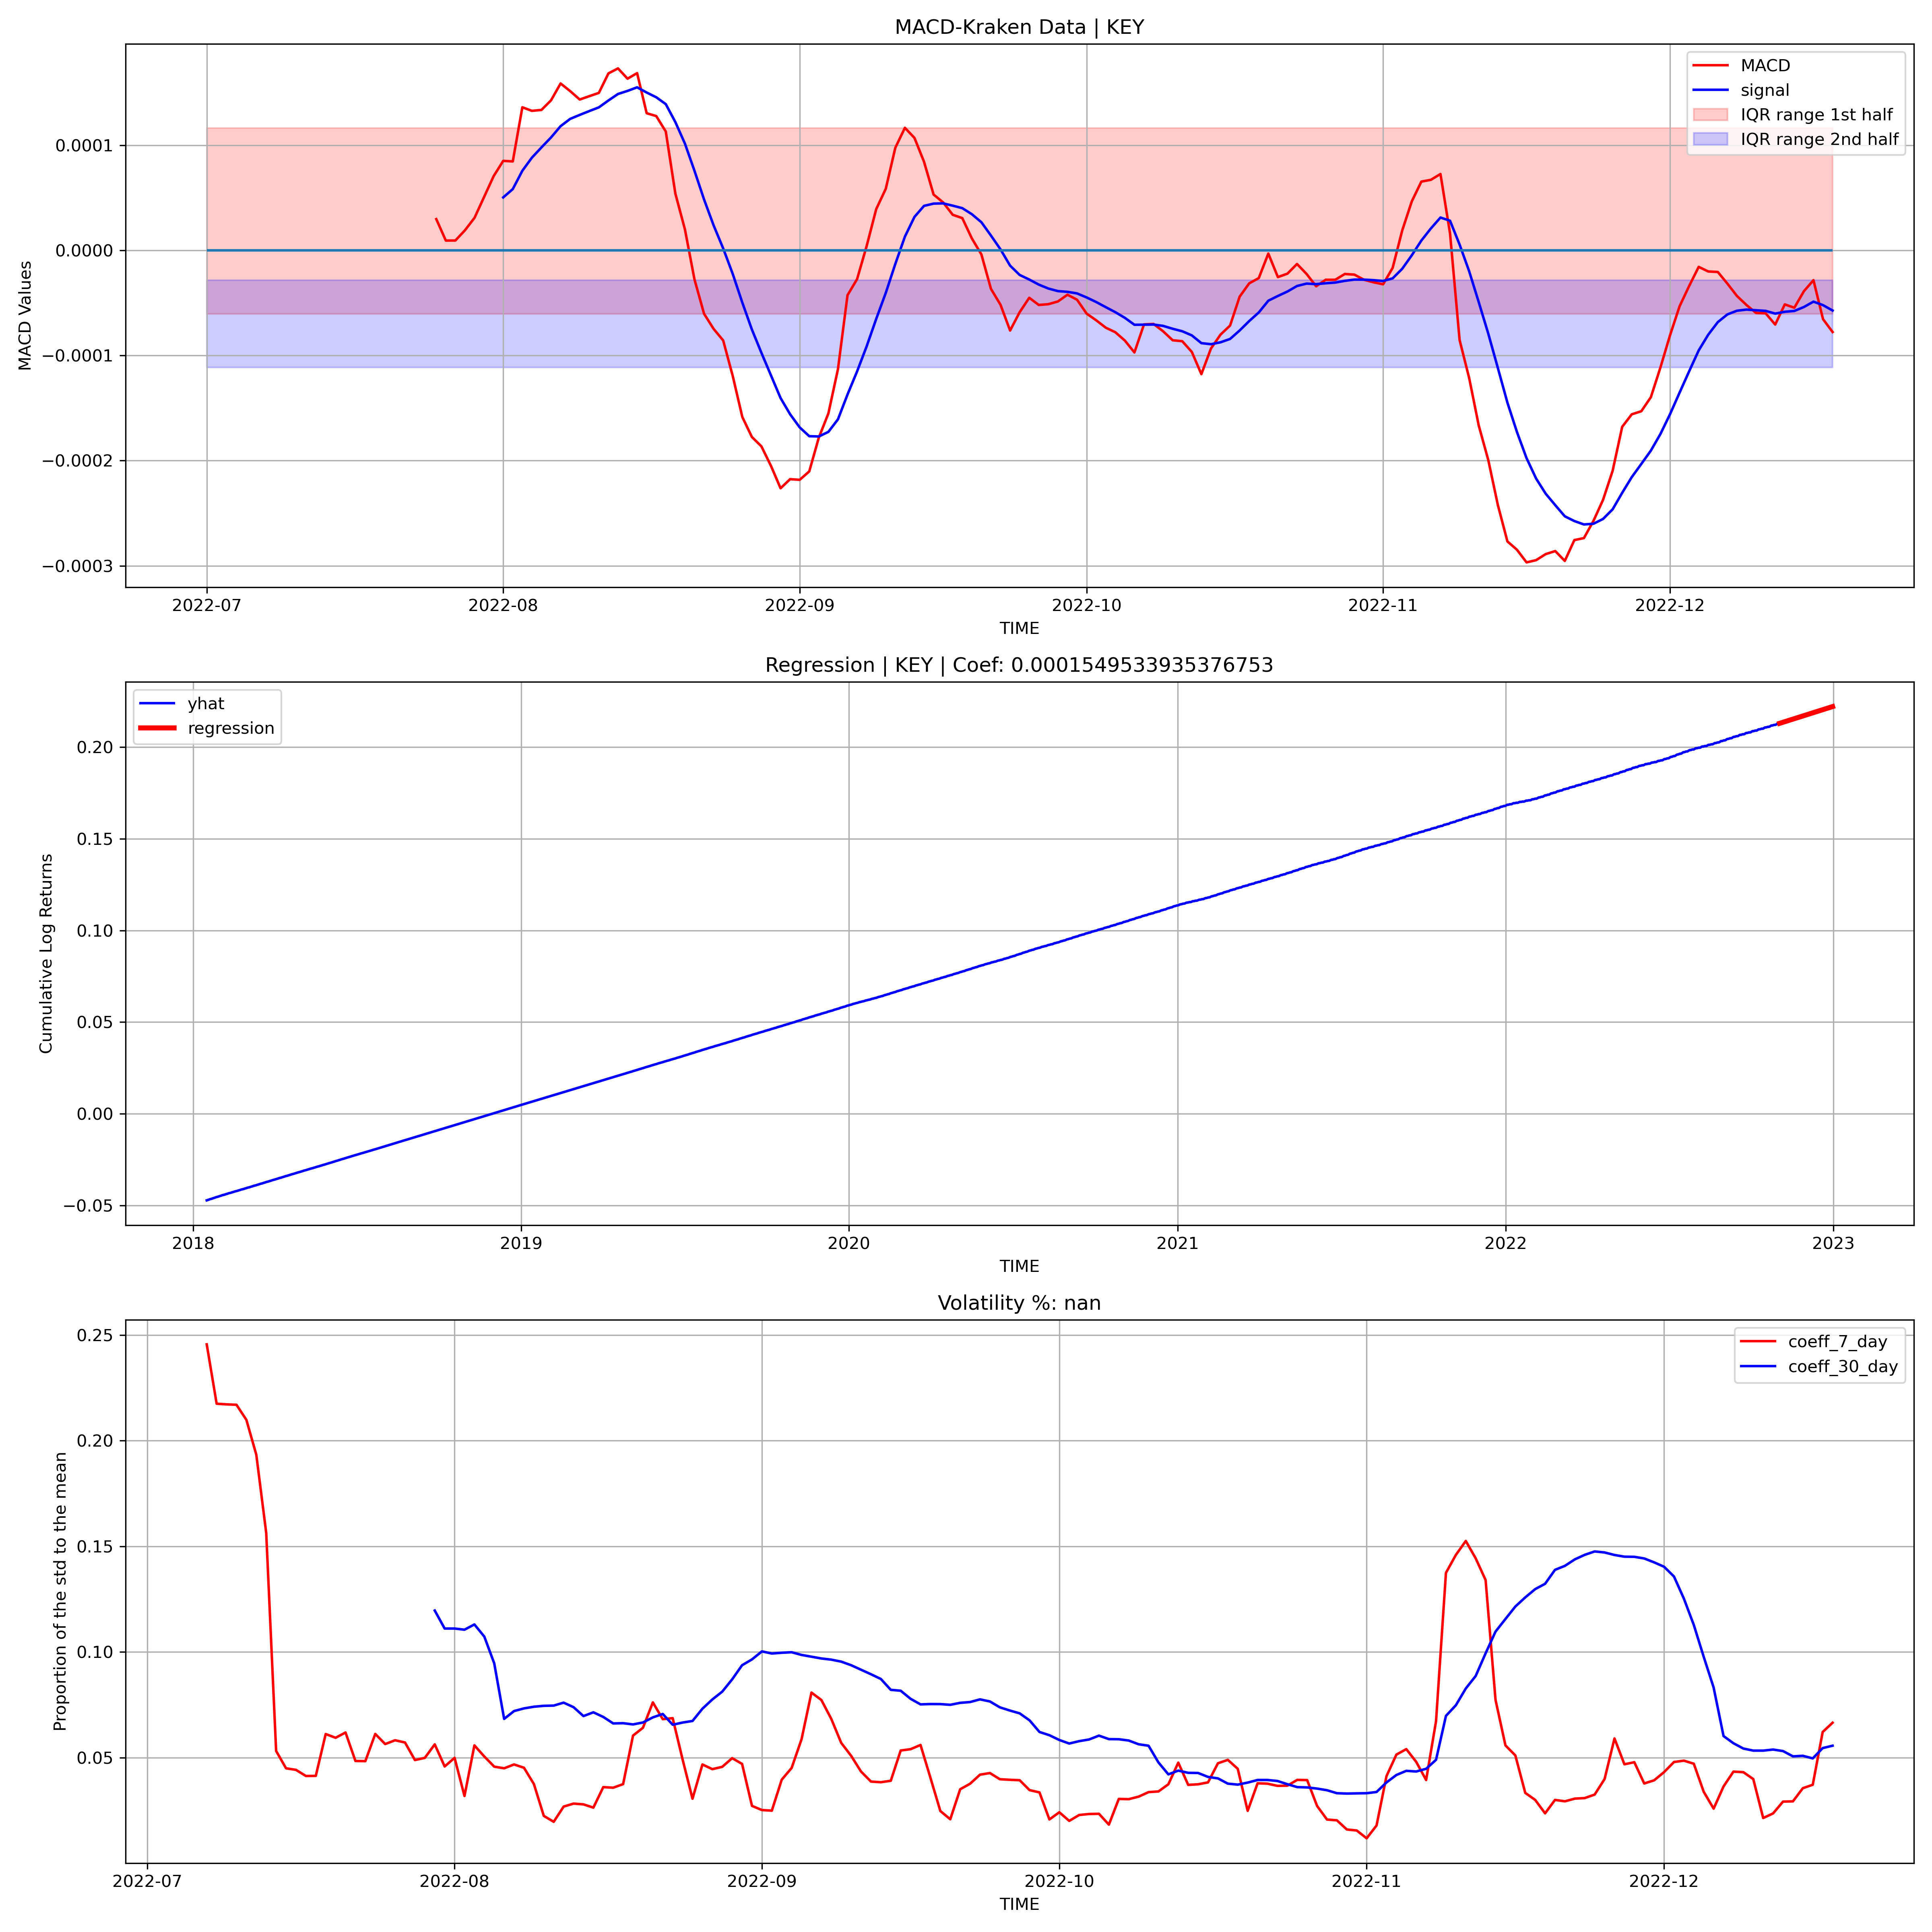 MACD-Kraken Data | KEY
MACD
signal
IQR range 1st half
IQR range 2nd half
MACD Values
0.0001
0.0000
−0.0001
−0.0002
−0.0003
2022-07 2022-08 2022-09 2022-10 2022-11 2022-12
TIME
Regression | KEY | Coef: 0.0001549533935376753
yhat
regression
Cumulative Log Returns
0.20
0.15
0.10
0.05
0.00
−0.05
2018 2019 2020 2021 2022 2023
TIME
Volatility %: nan
coeff_7_day
coeff_30_day
Proportion of the std to the mean
0.25
0.20
0.15
0.10
0.05
2022-07 2022-08 2022-09 2022-10 2022-11 2022-12
TIME